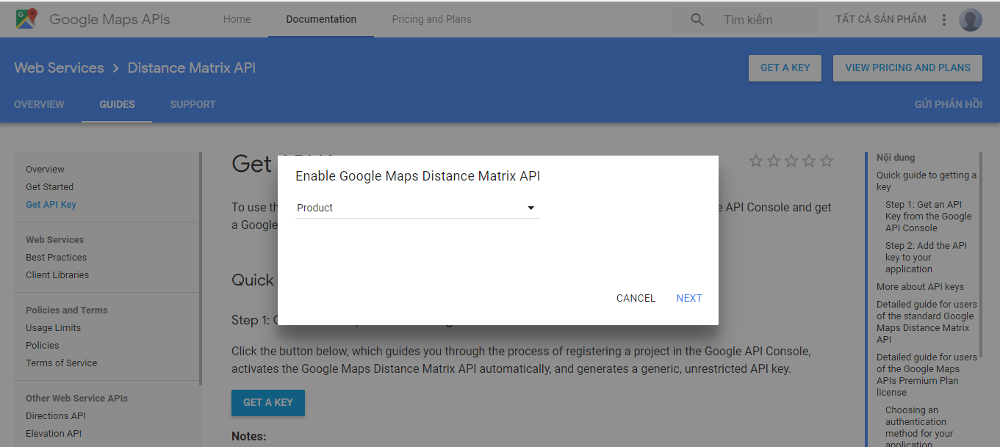 Google Maps APIs
Home
Documentation
Pricing and Plans
Tìm kiếm
TẤT CẢ SẢN PHẨM
Web Services > Distance Matrix API
GET A KEY
VIEW PRICING AND PLANS
OVERVIEW
GUIDES
SUPPORT
GỬI PHẢN HỒI
Overview
Get Started
Get API Key
Web Services
Best Practices
Client Libraries
Policies and Terms
Usage Limits
Policies
Terms of Service
Other Web Service APIs
Directions API
Elevation API
Get
To use th
API Console and get
a Google
Quick
Step 1:
Click the button below, which guides you through the process of registering a project in the Google API Console,
activates the Google Maps Distance Matrix API automatically, and generates a generic, unrestricted API key.
GET A KEY
Notes:
Enable Google Maps Distance Matrix API
Product
CANCEL
NEXT
Nội dung
Quick guide to getting a
key
Step 1: Get an API
Key from the Google
API Console
Step 2: Add the API
key to your
application
More about API keys
Detailed guide for users
of the standard Google
Maps Distance Matrix
API
Detailed guide for users
of the Google Maps
APIs Premium Plan
license
Choosing an
authentication
method for your
application